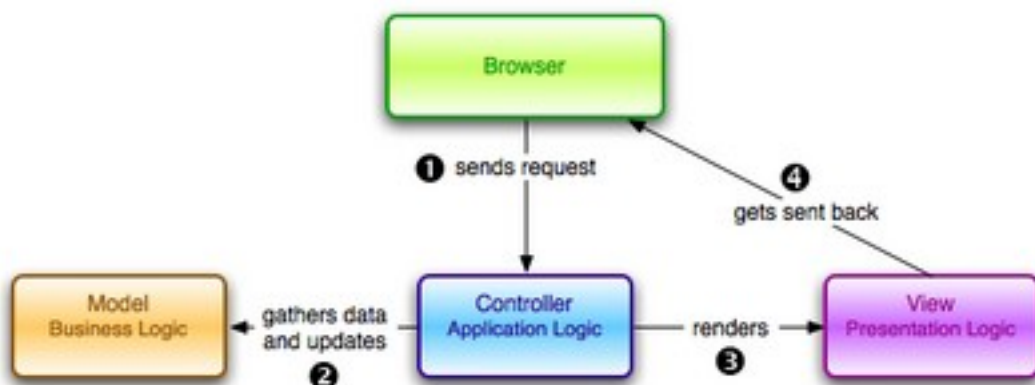 Browser
❶ sends request
❹
gets sent back
Model
Business Logic
gathers data
and updates
❷
Controller
Application Logic
renders
❸
View
Presentation Logic